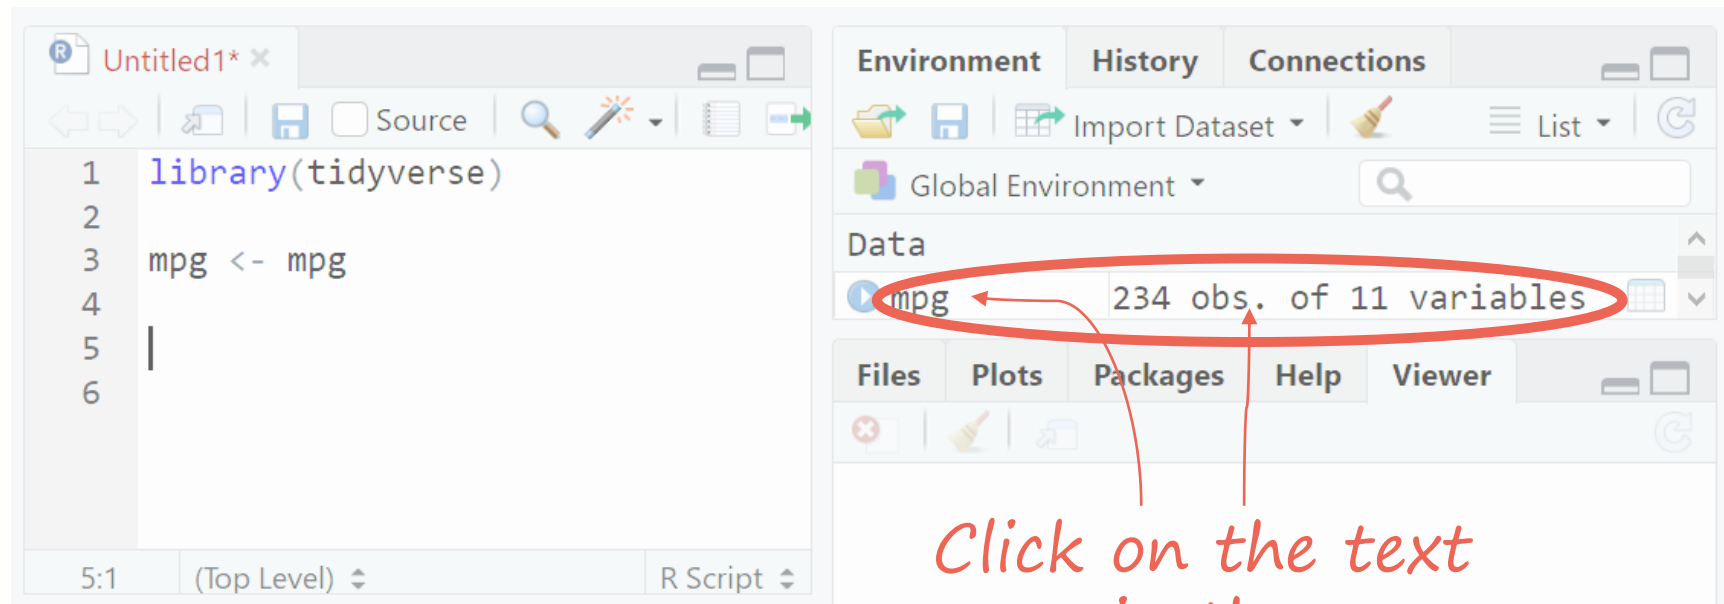 Untitled1*
Source
1 library(tidyverse)
2
3 mpg <- mpg
4
5
6
5:1 (Top Level) R Script
Environment History Connections
Import Dataset List
Global Environment
Data
mpg 234 obs. of 11 variables
Files Plots Packages Help Viewer
Click on the text